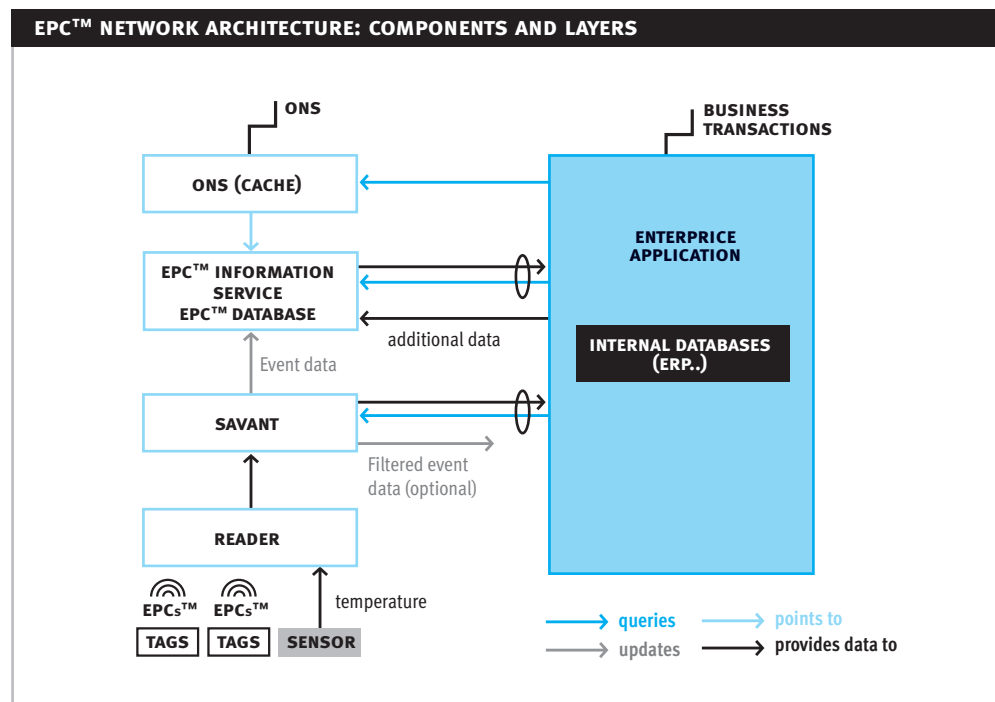 EPC™ NETWORK ARCHITECTURE: COMPONENTS AND LAYERS
ONS
BUSINESS
TRANSACTIONS
ONS (CACHE)
ENTERPRICE
APPLICATION
EPC™ INFORMATION
SERVICE
EPC™ DATABASE
additional data
INTERNAL DATABASES
(ERP..)
Event data
SAVANT
Filtered event
data (optional)
READER
EPCs™ EPCs™
temperature
TAGS TAGS SENSOR
queries
points to
updates
provides data to